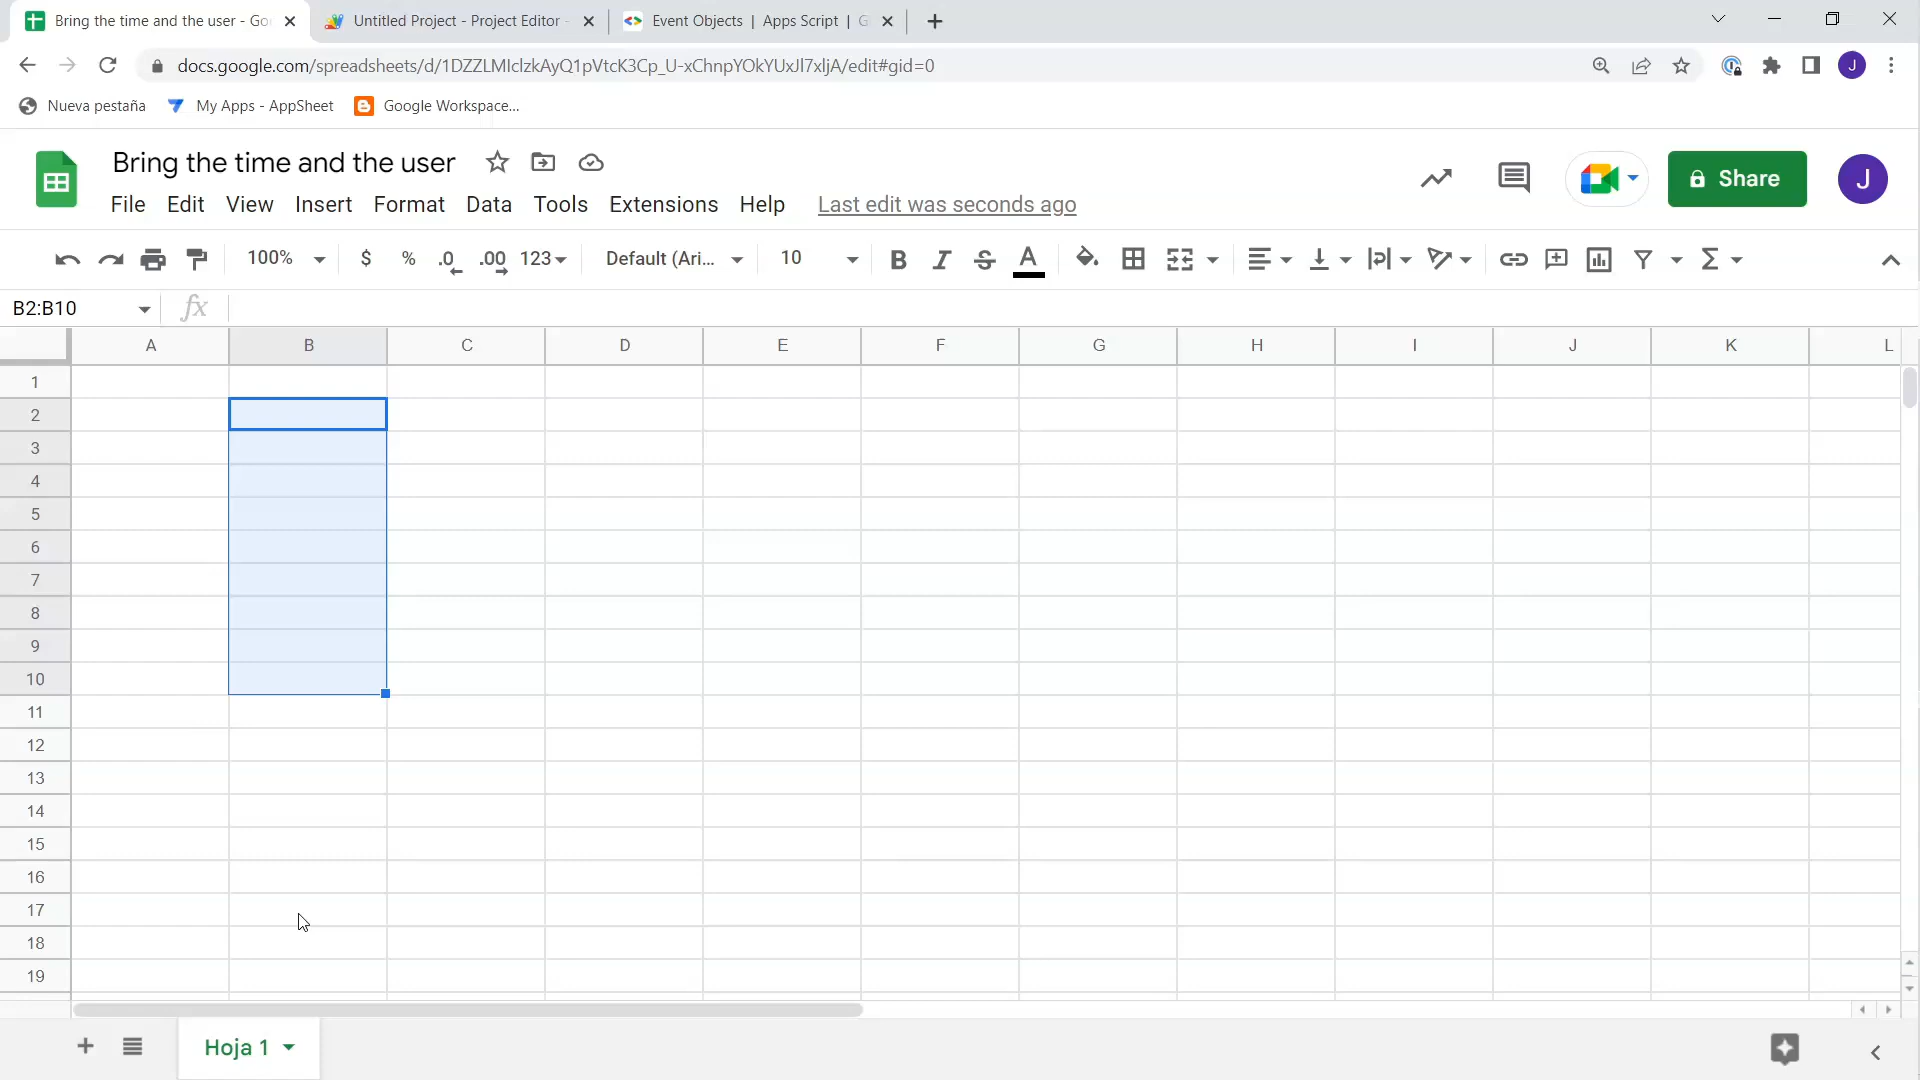 Bring the time and the user - Go
Untitled Project - Project Editor -
Event Objects | Apps Script | G
docs.google.com/spreadsheets/d/1DZZLMIclzkAyQ1pVtcK3Cp_U-xChnpYOkYUxJl7xljA/edit#gid=0
J
Nueva pestaña
My Apps - AppSheet
Google Workspace...
Bring the time and the user
Share
J
File Edit View Insert Format Data Tools Extensions Help Last edit was seconds ago
100% $ % .0 .00 123 Default (Ari... 10 B I S A Σ
B2:B10 fx
A B C D E F G H I J K L
1
2
3
4
5
6
7
8
9
10
11
12
13
14
15
16
17
18
19
Hoja 1